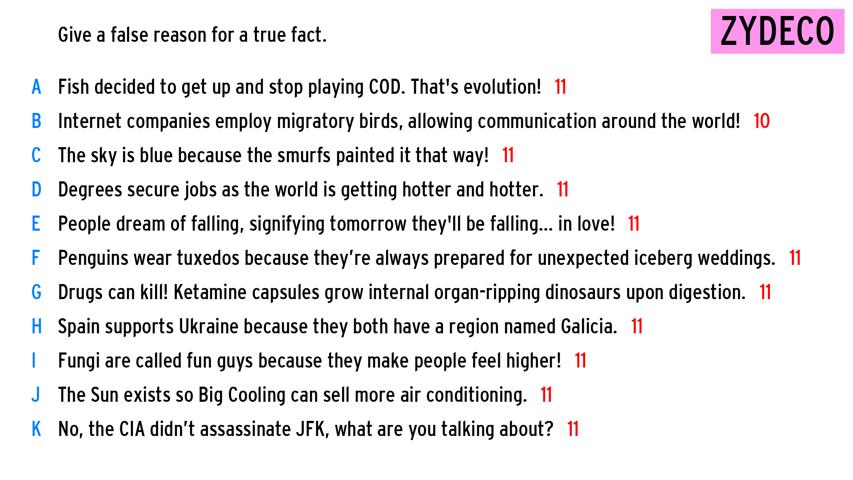 Give a false reason for a true fact.
ZYDECO
A Fish decided to get up and stop playing COD. That's evolution! 11
B Internet companies employ migratory birds, allowing communication around the world! 10
C The sky is blue because the smurfs painted it that way! 11
D Degrees secure jobs as the world is getting hotter and hotter. 11
E People dream of falling, signifying tomorrow they'll be falling... in love! 11
F Penguins wear tuxedos because they’re always prepared for unexpected iceberg weddings. 11
G Drugs can kill! Ketamine capsules grow internal organ-ripping dinosaurs upon digestion. 11
H Spain supports Ukraine because they both have a region named Galicia. 11
I Fungi are called fun guys because they make people feel higher! 11
J The Sun exists so Big Cooling can sell more air conditioning. 11
K No, the CIA didn’t assassinate JFK, what are you talking about? 11